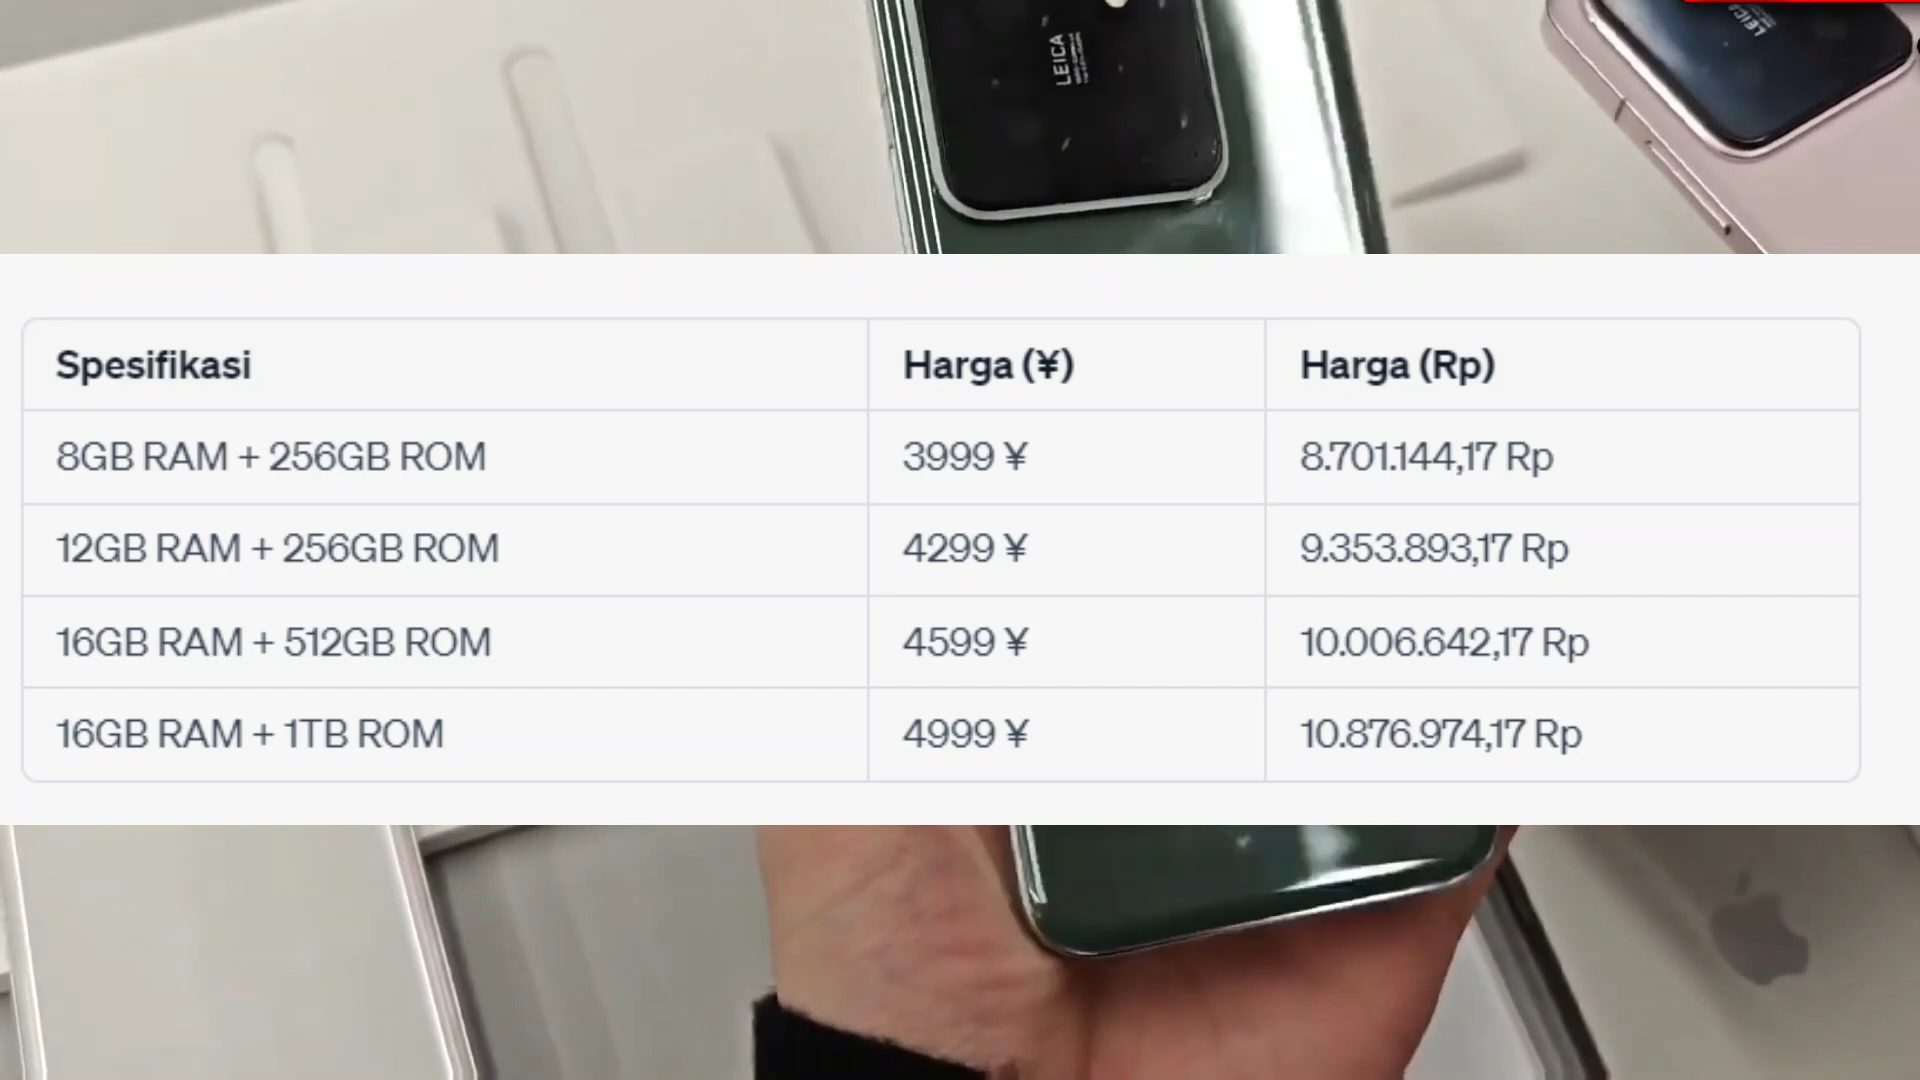 LEICA
LEICA
Spesifikasi Harga (¥) Harga (Rp)
8GB RAM + 256GB ROM 3999 ¥ 8.701.144,17 Rp
12GB RAM + 256GB ROM 4299 ¥ 9.353.893,17 Rp
16GB RAM + 512GB ROM 4599 ¥ 10.006.642,17 Rp
16GB RAM + 1TB ROM 4999 ¥ 10.876.974,17 Rp